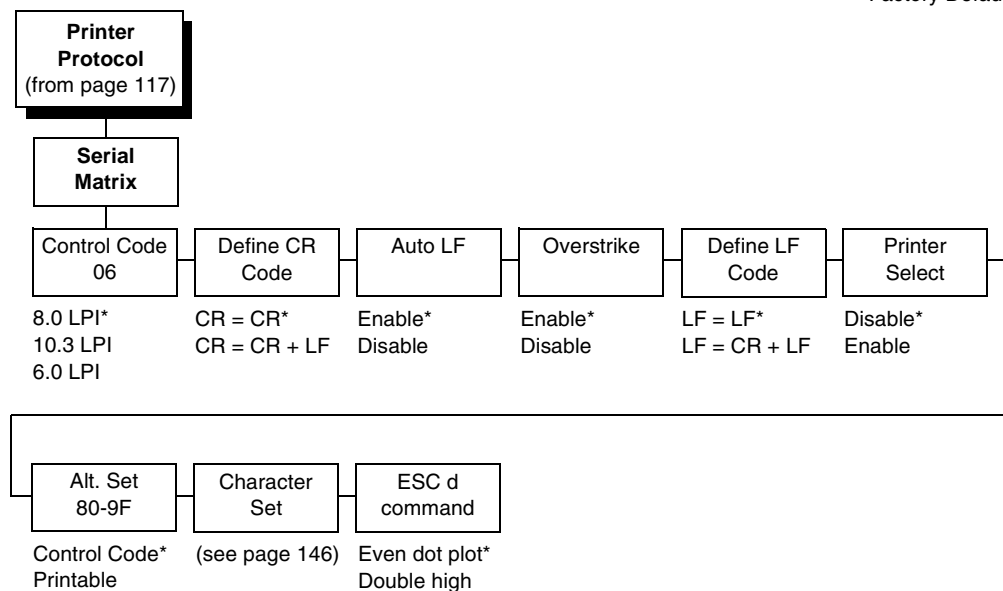 Printer
Protocol
(from page 117)
Serial
Matrix
Control Code
06
8.0 LPI*
10.3 LPI
6.0 LPI
Define CR
Code
CR = CR*
CR = CR + LF
Auto LF
Enable*
Disable
Overstrike
Enable*
Disable
Define LF
Code
LF = LF*
LF = CR + LF
Printer
Select
Disable*
Enable
Alt. Set
80-9F
Control Code*
Printable
Character
Set
(see page 146)
ESC d
command
Even dot plot*
Double high